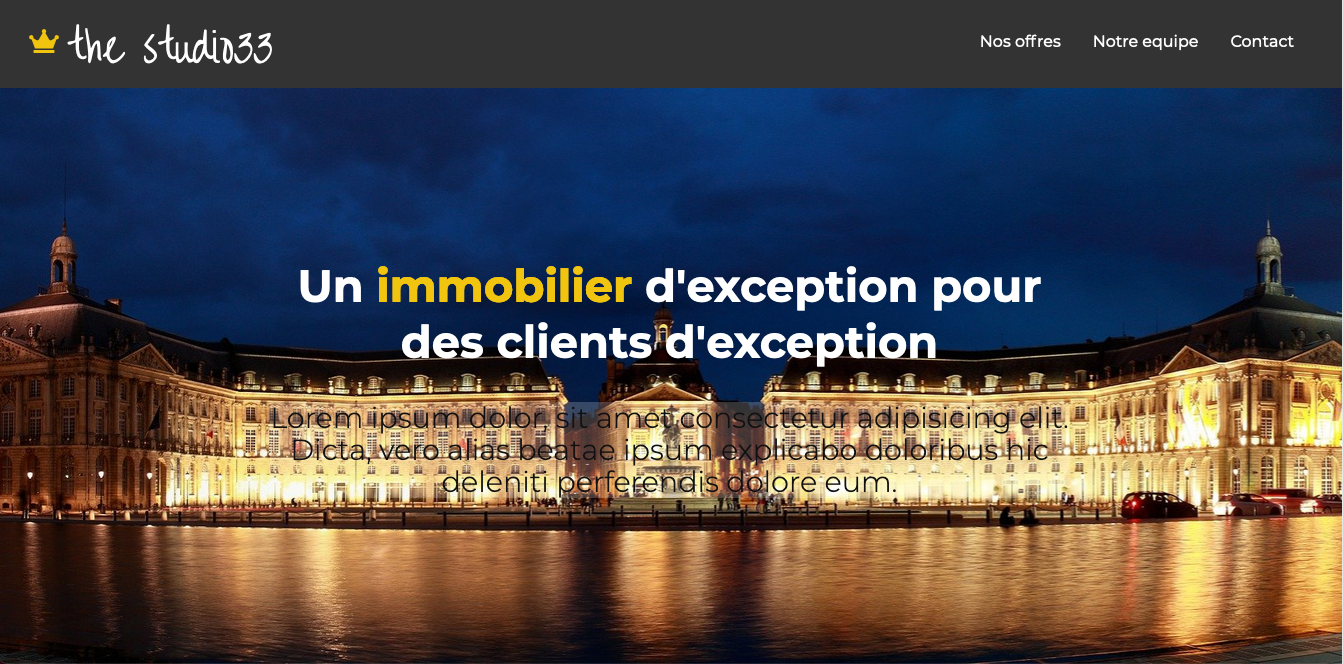 the studio33
Nos offres
Notre equipe
Contact
Un immobilier d'exception pour
des clients d'exception
Lorem ipsum dolor, sit amet consectetur adipisicing elit.
Dicta, vero alias beatae ipsum explicabo doloribus hic
deleniti perferendis dolore eum.